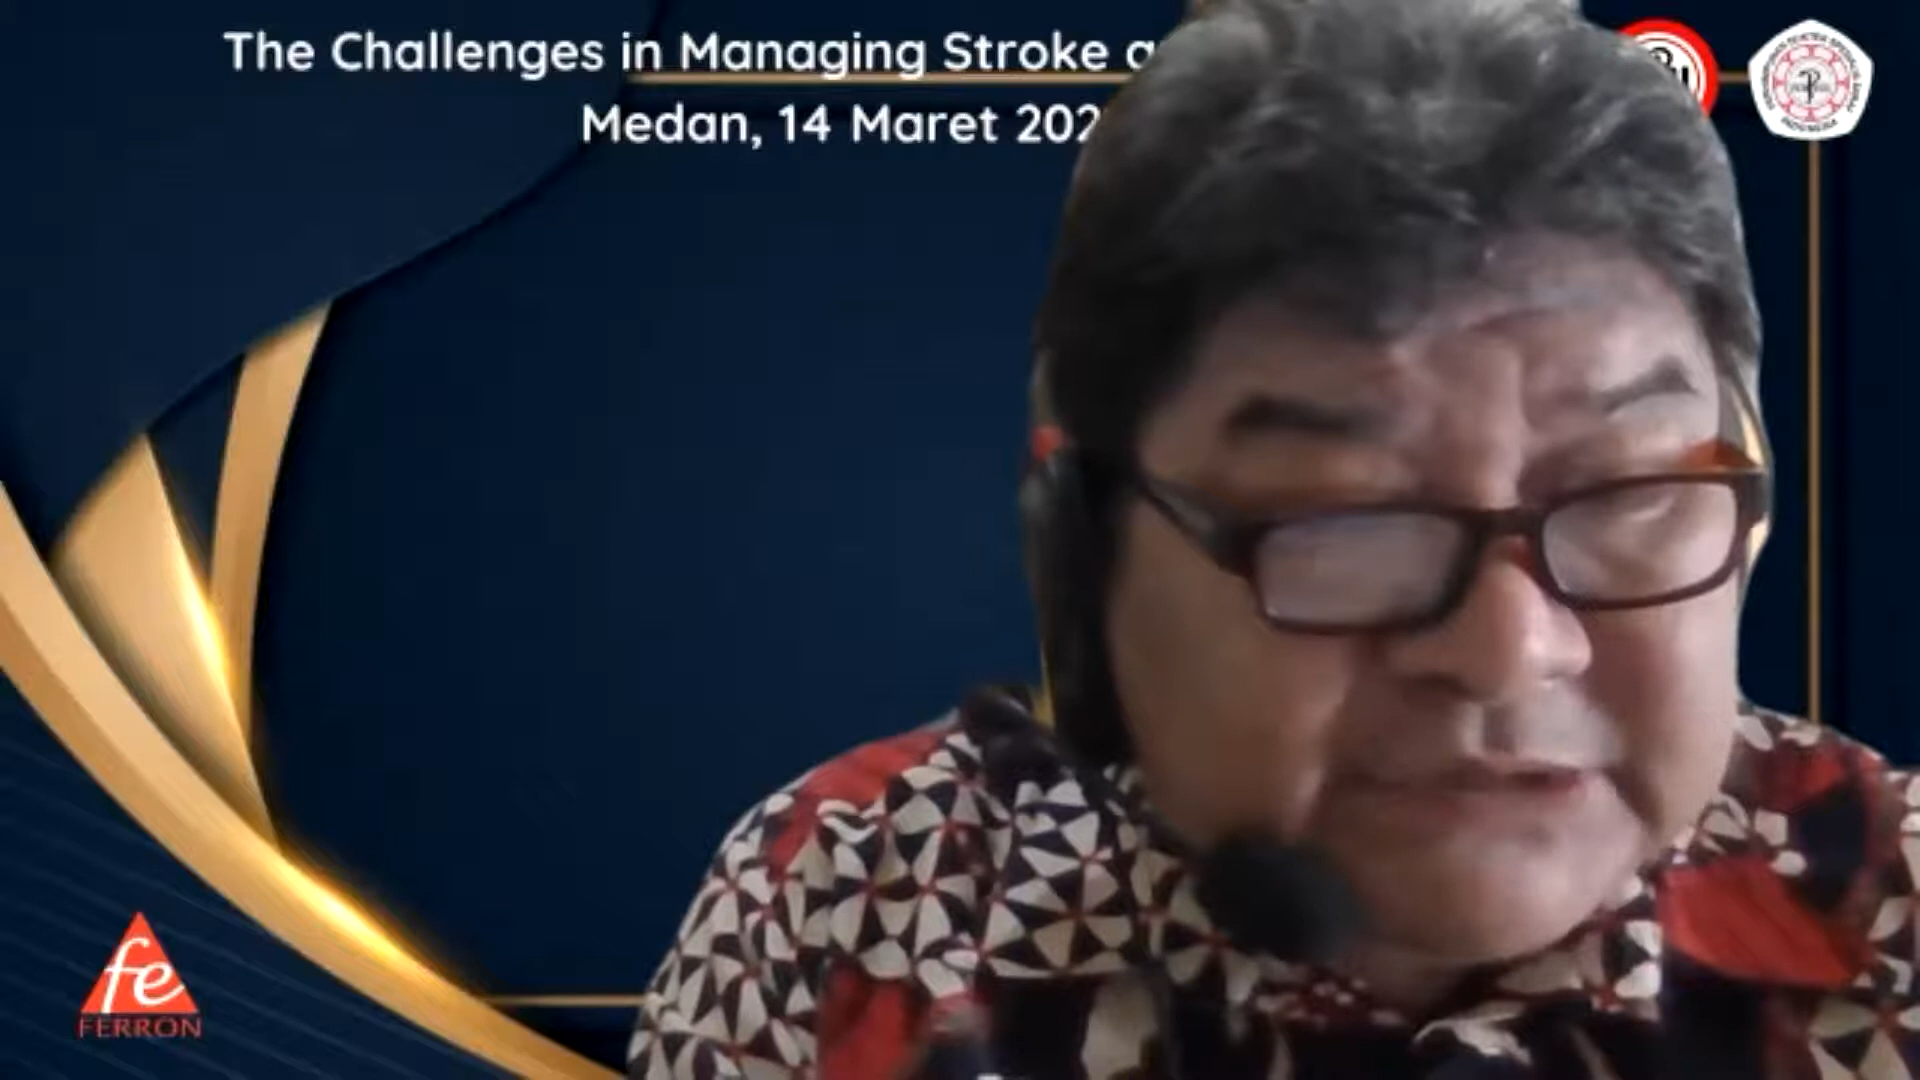 The Challenges in Managing Stroke
Medan, 14 Maret 202
fe
FERRON